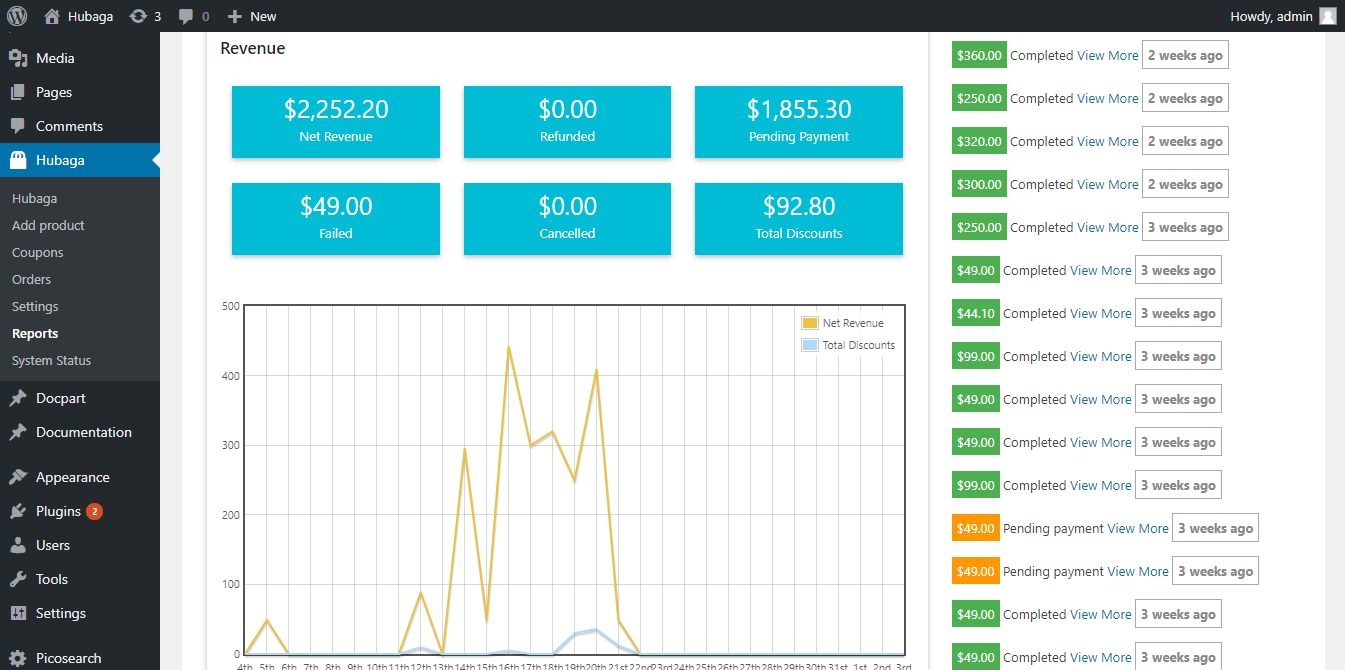 Hubaga 3 0 New Howdy, admin
Media
Pages
Comments
Hubaga
Hubaga
Add product
Coupons
Orders
Settings
Reports
System Status
Docpart
Documentation
Appearance
Plugins 2
Users
Tools
Settings
Picosearch
Revenue
$2,252.20
Net Revenue
$0.00
Refunded
$1,855.30
Pending Payment
$49.00
Failed
$0.00
Cancelled
$92.80
Total Discounts
500
400
300
200
100
0
Net Revenue
Total Discounts
4th 5th 6th 7th 8th 9th 10th 11th 12th 13th 14th 15th 16th 17th 18th 19th 20th 21st 22nd 23rd 24th 25th 26th 27th 28th 29th 30th 31st 1st 2nd 3rd
$360.00 Completed View More 2 weeks ago
$250.00 Completed View More 2 weeks ago
$320.00 Completed View More 2 weeks ago
$300.00 Completed View More 2 weeks ago
$250.00 Completed View More 3 weeks ago
$49.00 Completed View More 3 weeks ago
$44.10 Completed View More 3 weeks ago
$99.00 Completed View More 3 weeks ago
$49.00 Completed View More 3 weeks ago
$49.00 Completed View More 3 weeks ago
$99.00 Completed View More 3 weeks ago
$49.00 Pending payment View More 3 weeks ago
$49.00 Pending payment View More 3 weeks ago
$49.00 Completed View More 3 weeks ago
$49.00 Completed View More 3 weeks ago